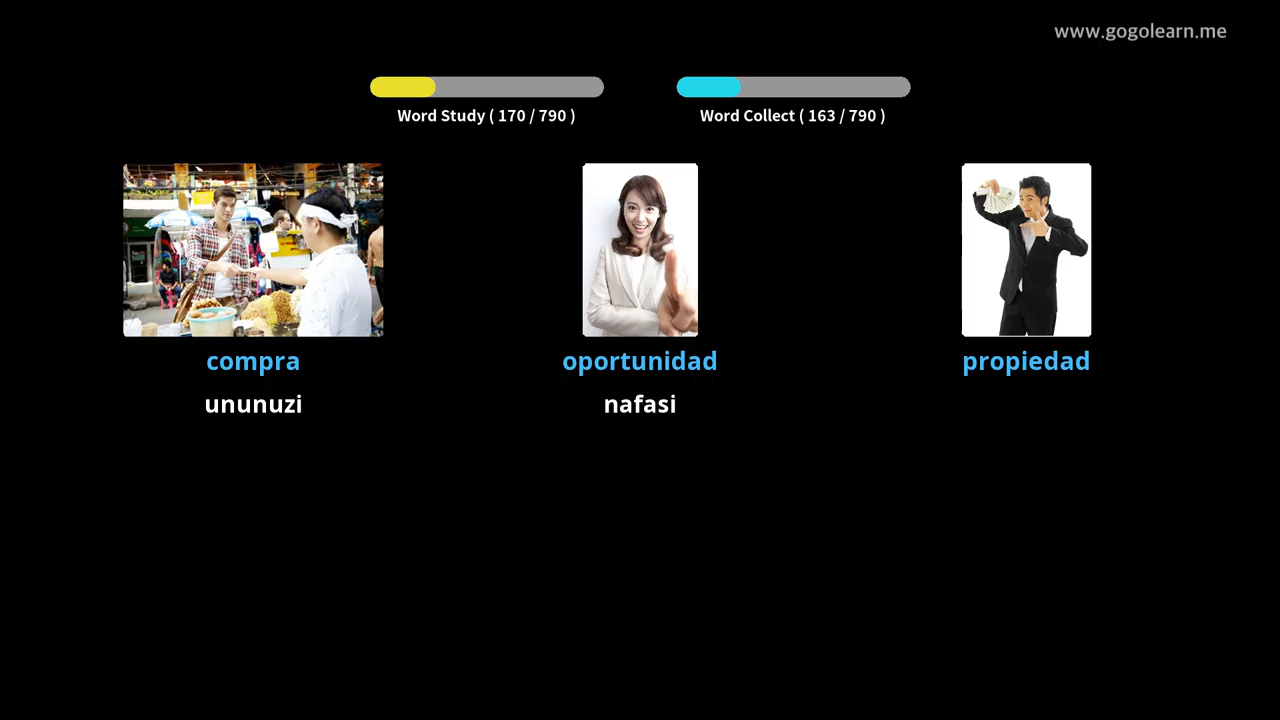 www.gogolearn.me
Word Study ( 170 / 790 )
Word Collect ( 163 / 790 )
compra
oportunidad
propiedad
ununuzi
nafasi